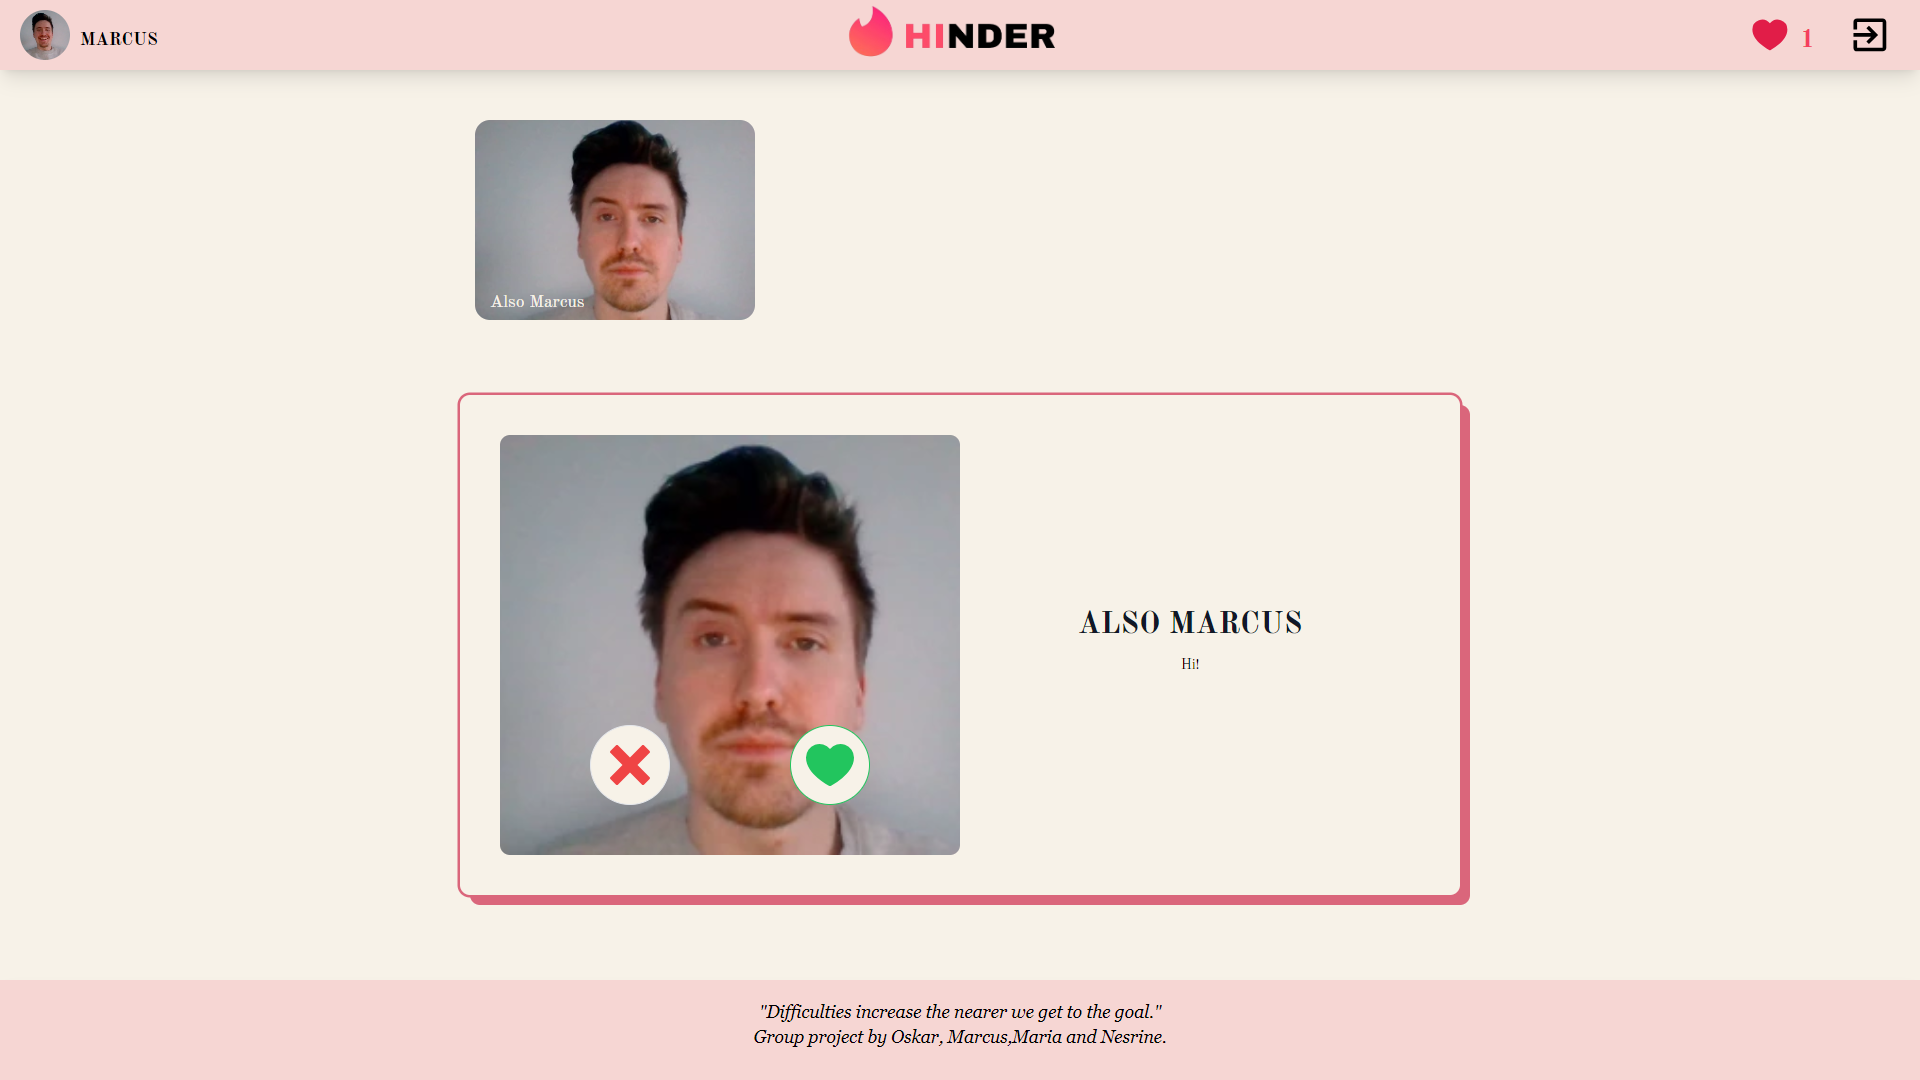 MARCUS
HINDER
1
Also Marcus
ALSO MARCUS
Hi!
"Difficulties increase the nearer we get to the goal."
Group project by Oskar, Marcus,Maria and Nesrine.